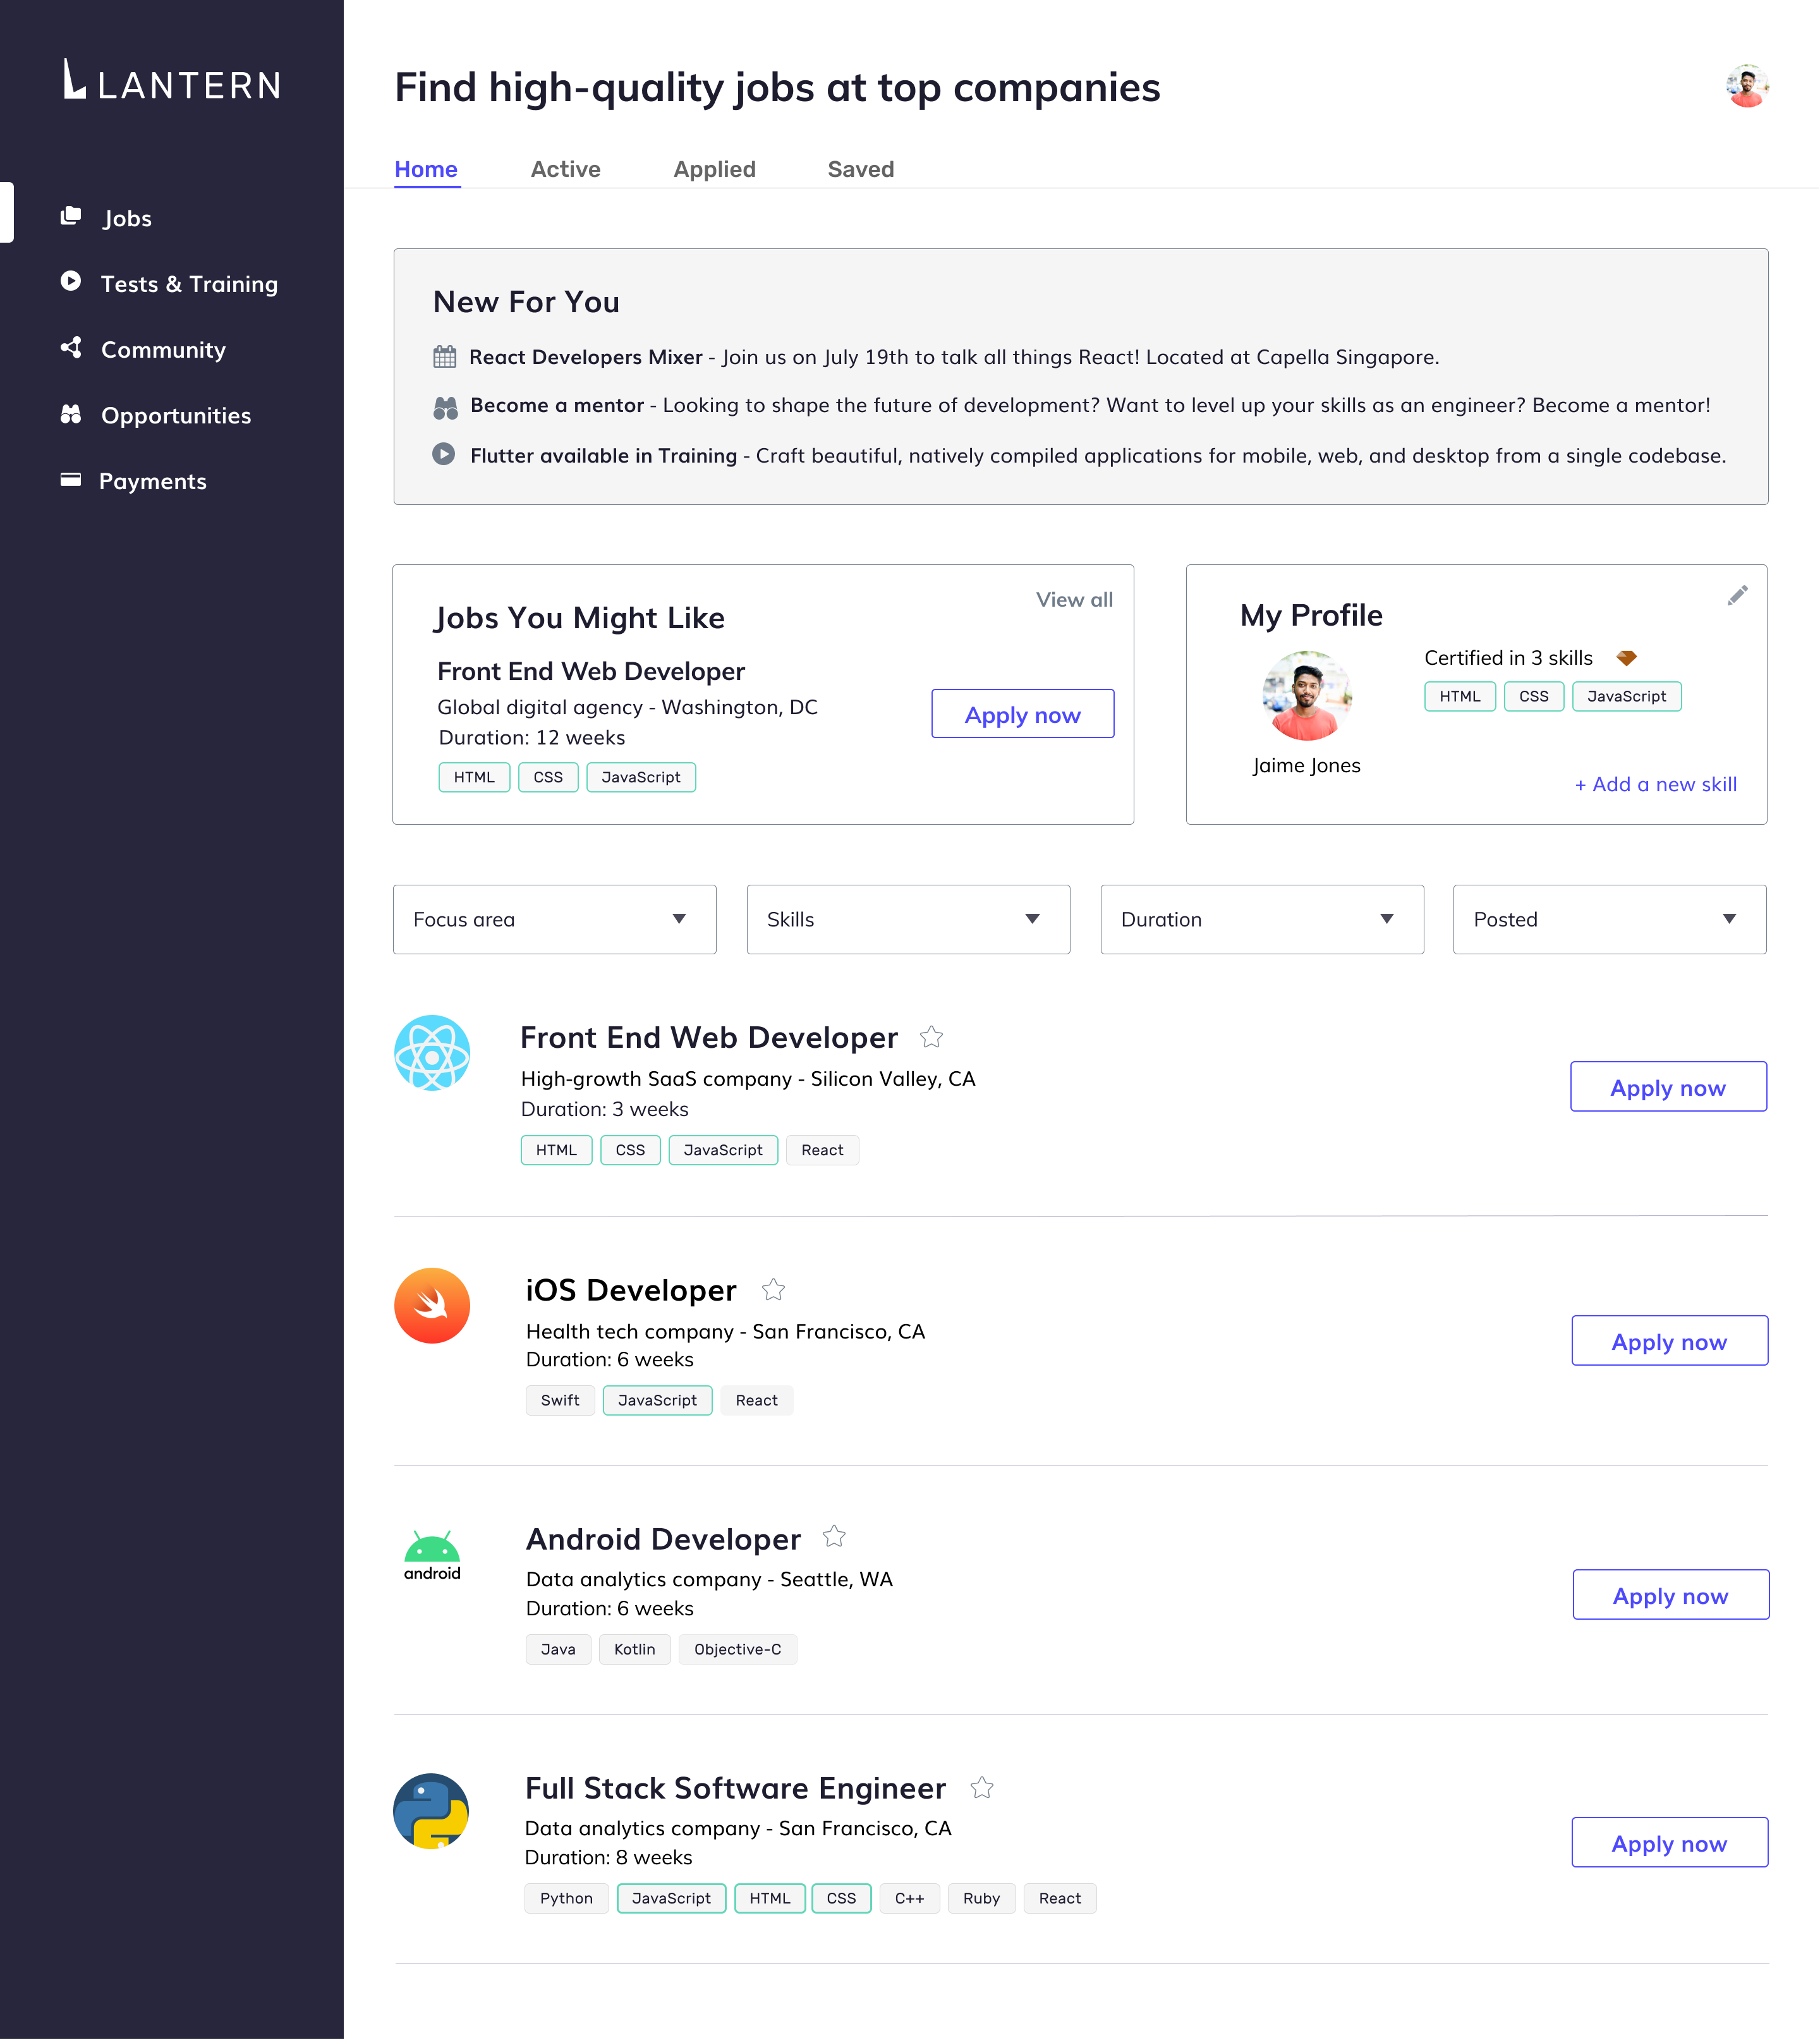 LANTERN
Jobs
Tests & Training
Community
Opportunities
Payments
Find high-quality jobs at top companies
Home Active Applied Saved
New For You
React Developers Mixer - Join us on July 19th to talk all things React! Located at Capella Singapore.
Become a mentor - Looking to shape the future of development? Want to level up your skills as an engineer? Become a mentor!
Flutter available in Training - Craft beautiful, natively compiled applications for mobile, web, and desktop from a single codebase.
Jobs You Might Like
View all
Front End Web Developer
Global digital agency - Washington, DC
Duration: 12 weeks
Apply now
HTML CSS JavaScript
My Profile
Certified in 3 skills
HTML CSS JavaScript
Jaime Jones
+ Add a new skill
Focus area Skills Duration Posted
Front End Web Developer
High-growth SaaS company - Silicon Valley, CA
Duration: 3 weeks
HTML CSS JavaScript React
Apply now
iOS Developer
Health tech company - San Francisco, CA
Duration: 6 weeks
Swift JavaScript React
Apply now
android
Android Developer
Data analytics company - Seattle, WA
Duration: 6 weeks
Java Kotlin Objective-C
Apply now
Full Stack Software Engineer
Data analytics company - San Francisco, CA
Duration: 8 weeks
Python JavaScript HTML CSS C++ Ruby React
Apply now